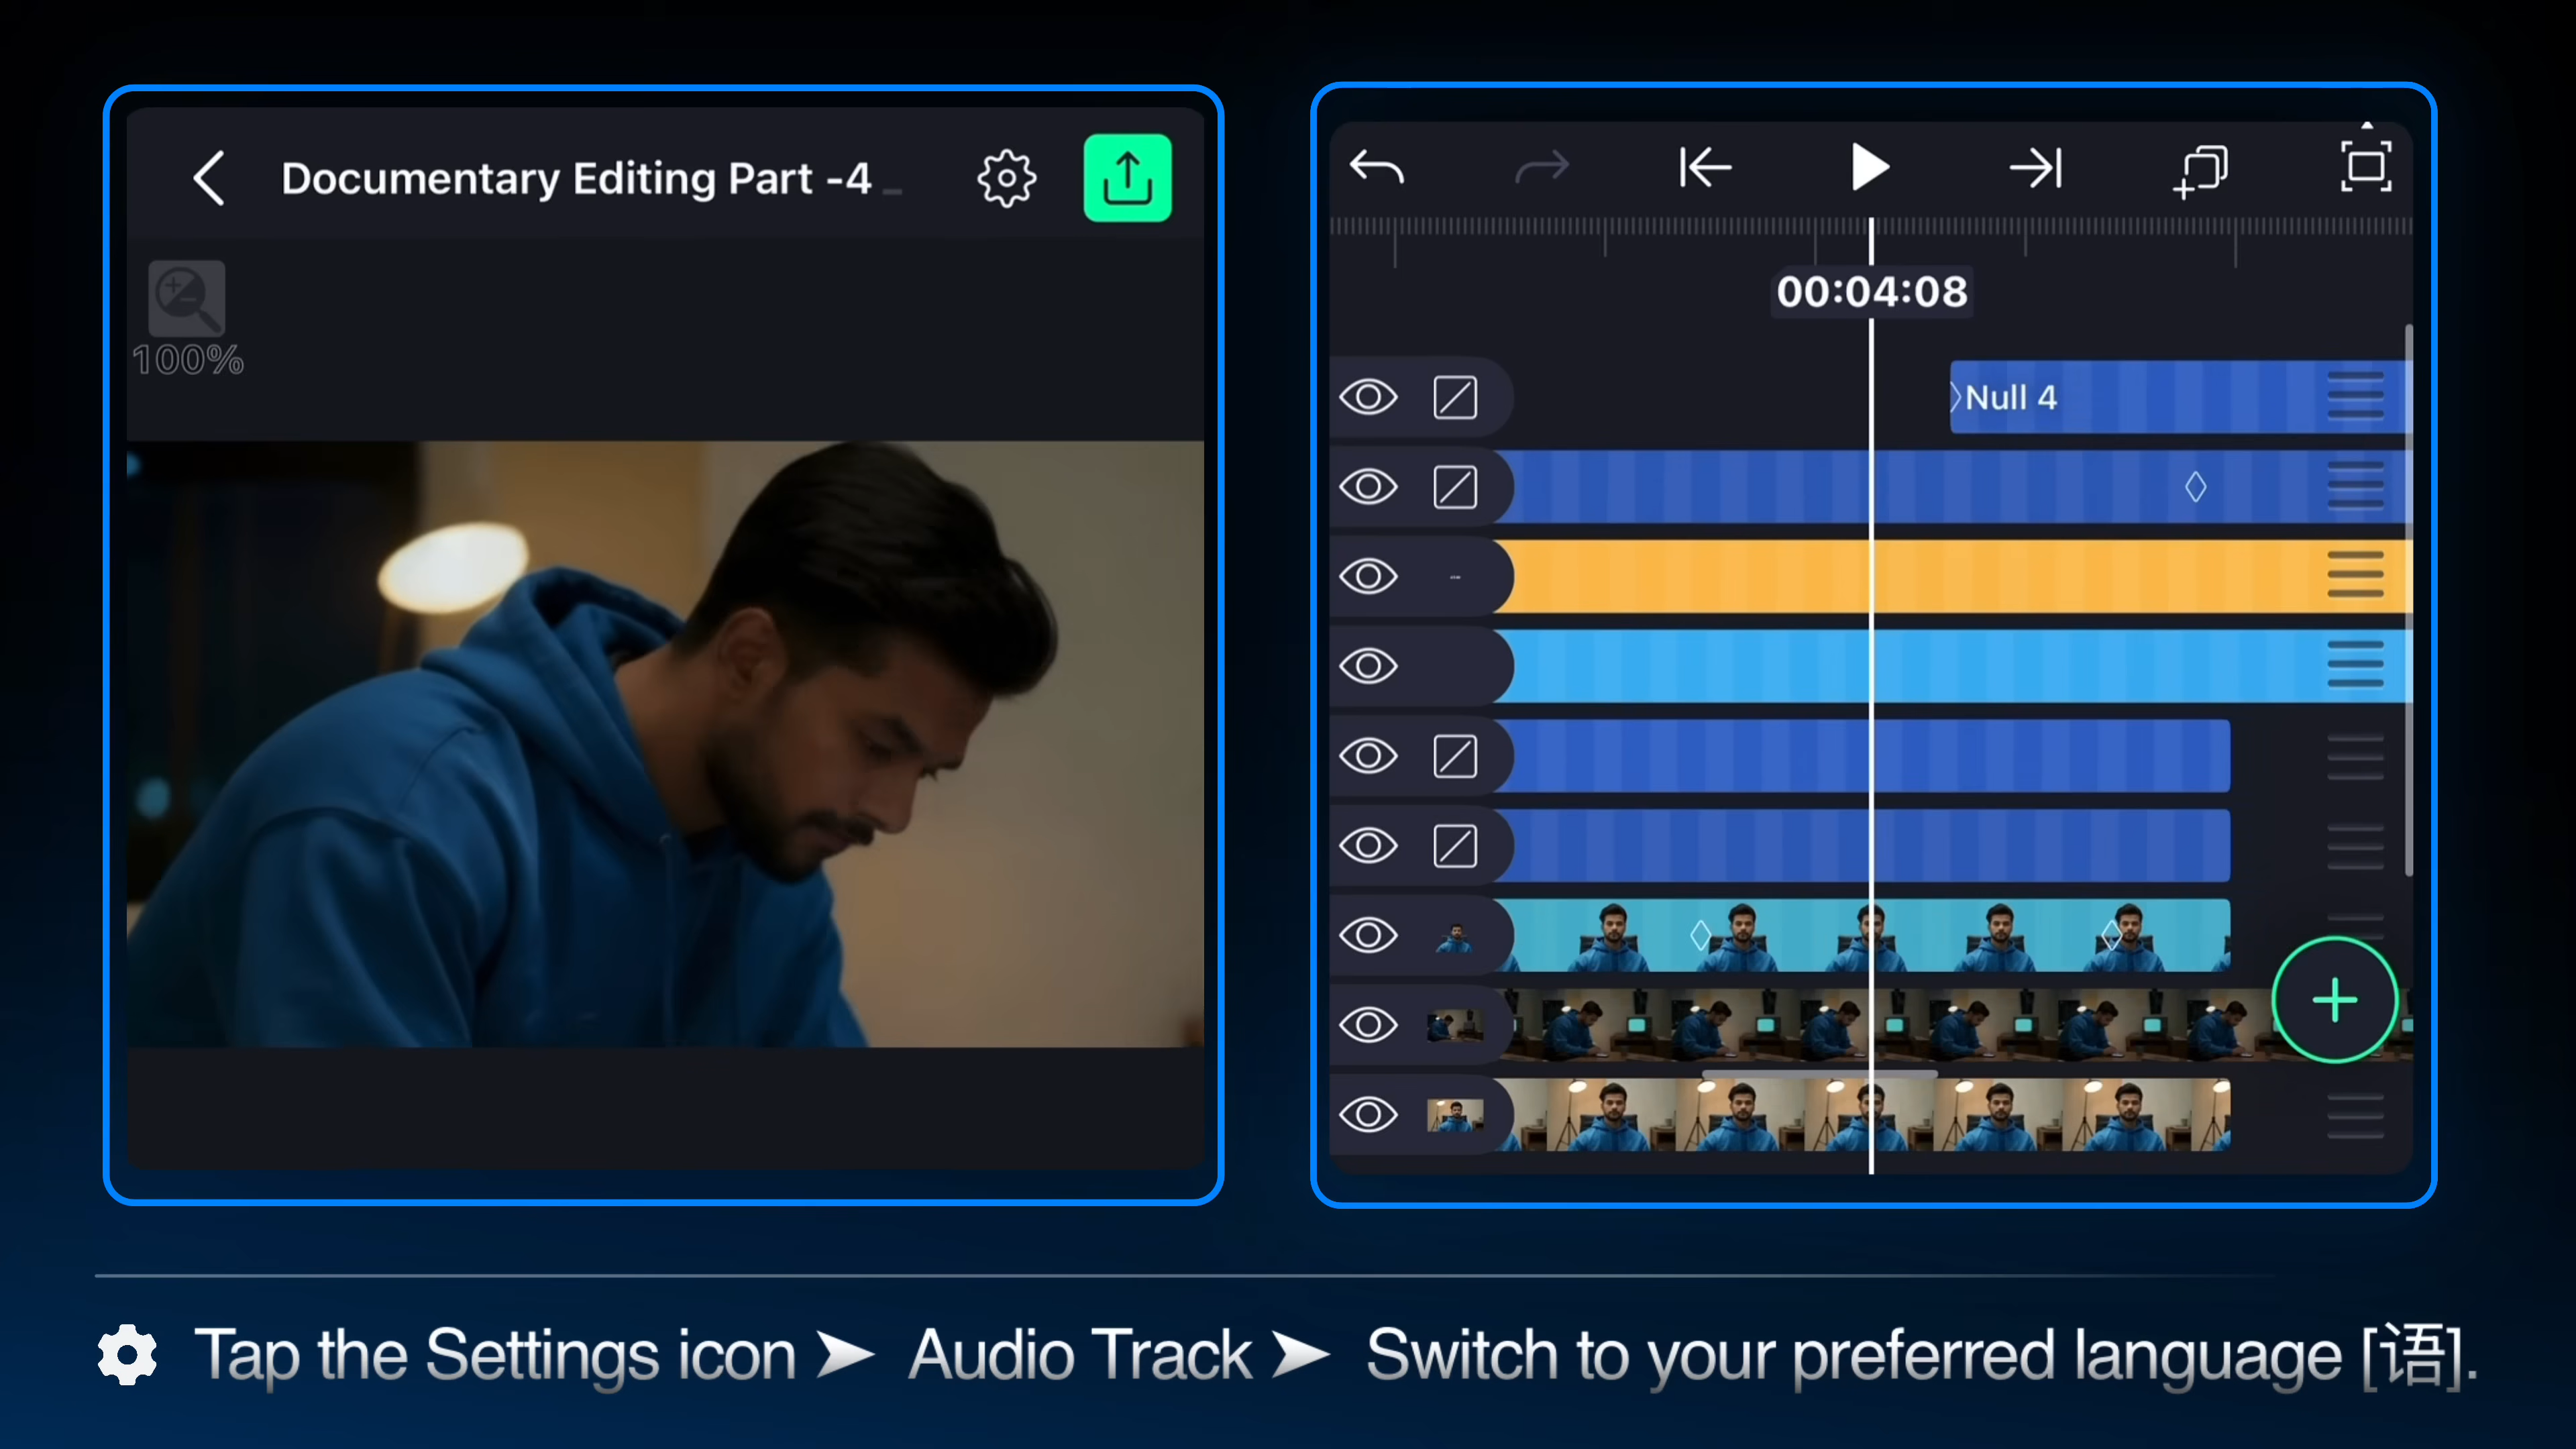 Documentary Editing Part -4
100%
00:04:08
Null 4
Tap the Settings icon ➤ Audio Track ➤ Switch to your preferred language [语].